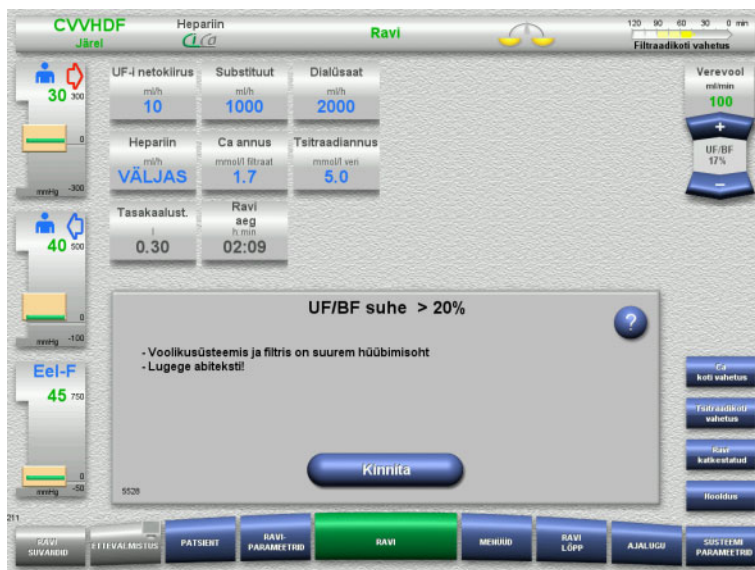 CVVHDF
Järel
Hepariin
Ci Ca
Ravi
120 90 60 30 0 min
Filtraadikoti vahetus
30
300
0
mmHg -300
40
500
0
mmHg -100
Eel-F
45
750
0
mmHg -50
UF-i netokiirus
ml/h
10
Substituut
ml/h
1000
Dialüsaat
ml/h
2000
Hepariin
ml/h
VÄLJAS
Ca annus
mmol/l filtraat
1.7
Tsitraadiannus
mmol/l veri
5.0
Tasakaalust.
l
0.30
Ravi
aeg
h:min
02:09
Verevool
ml/min
100
+
UF/BF
17%
−
UF/BF suhe > 20%
?
- Voolikusüsteemis ja filtris on suurem hüübimisoht
- Lugege abiteksti!
Kinnita
5528
Ca
koti vahetus
Tsitraadikoti
vahetus
Ravi
katkestatud
Hooldus
211
RAVI
SUVANDID
ETTEVALMISTUS
PATSIENT
RAVI-
PARAMEETRID
RAVI
MENÜÜD
RAVI
LÕPP
AJALUGU
SÜSTEEMI
PARAMEETRID